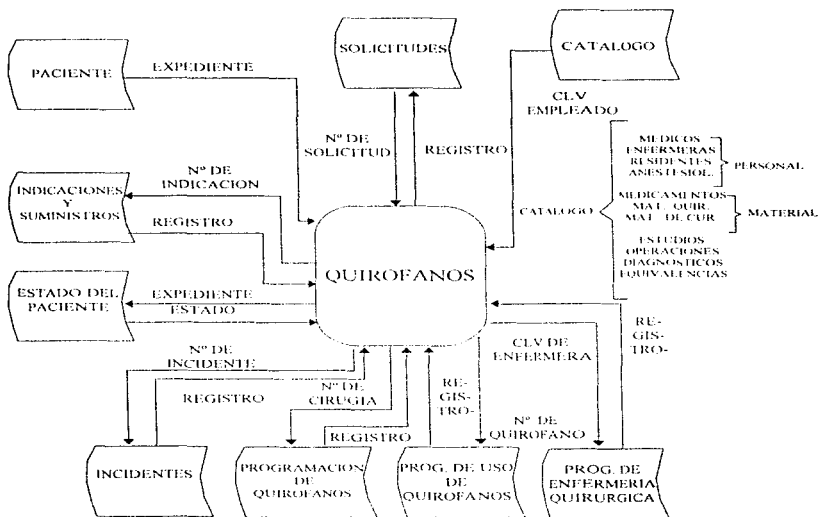 SOLICITUDES
CATALOGO
PACIENTE
EXPEDIENTE
CLV
EMPLEADO
Nº DE
SOLICITUD
REGISTRO
MEDICOS
ENFERMERAS
RESIDENTES
ANESTESIOL.
PERSONAL
CATALOGO
MEDICAMENTOS
MAT. QUIR.
MAT. DE CUR.
MATERIAL
ESTUDIOS
OPERACIONES
DIAGNOSTICOS
EQUIVALENCIAS
INDICACIONES
Y
SUMINISTROS
Nº DE
INDICACION
REGISTRO
QUIROFANOS
ESTADO DEL
PACIENTE
EXPEDIENTE
ESTADO
Nº DE
INCIDENTE
REGISTRO
Nº DE
CIRUGIA
REGISTRO
RE-
GIS-
TRO-
CLV DE
ENFERMERA
Nº DE
QUIROFANO
RE-
GIS-
TRO-
INCIDENTES
PROGRAMACION
DE
QUIROFANOS
PROG. DE USO
DE
QUIROFANOS
PROG. DE
ENFERMERIA
QUIRURGICA